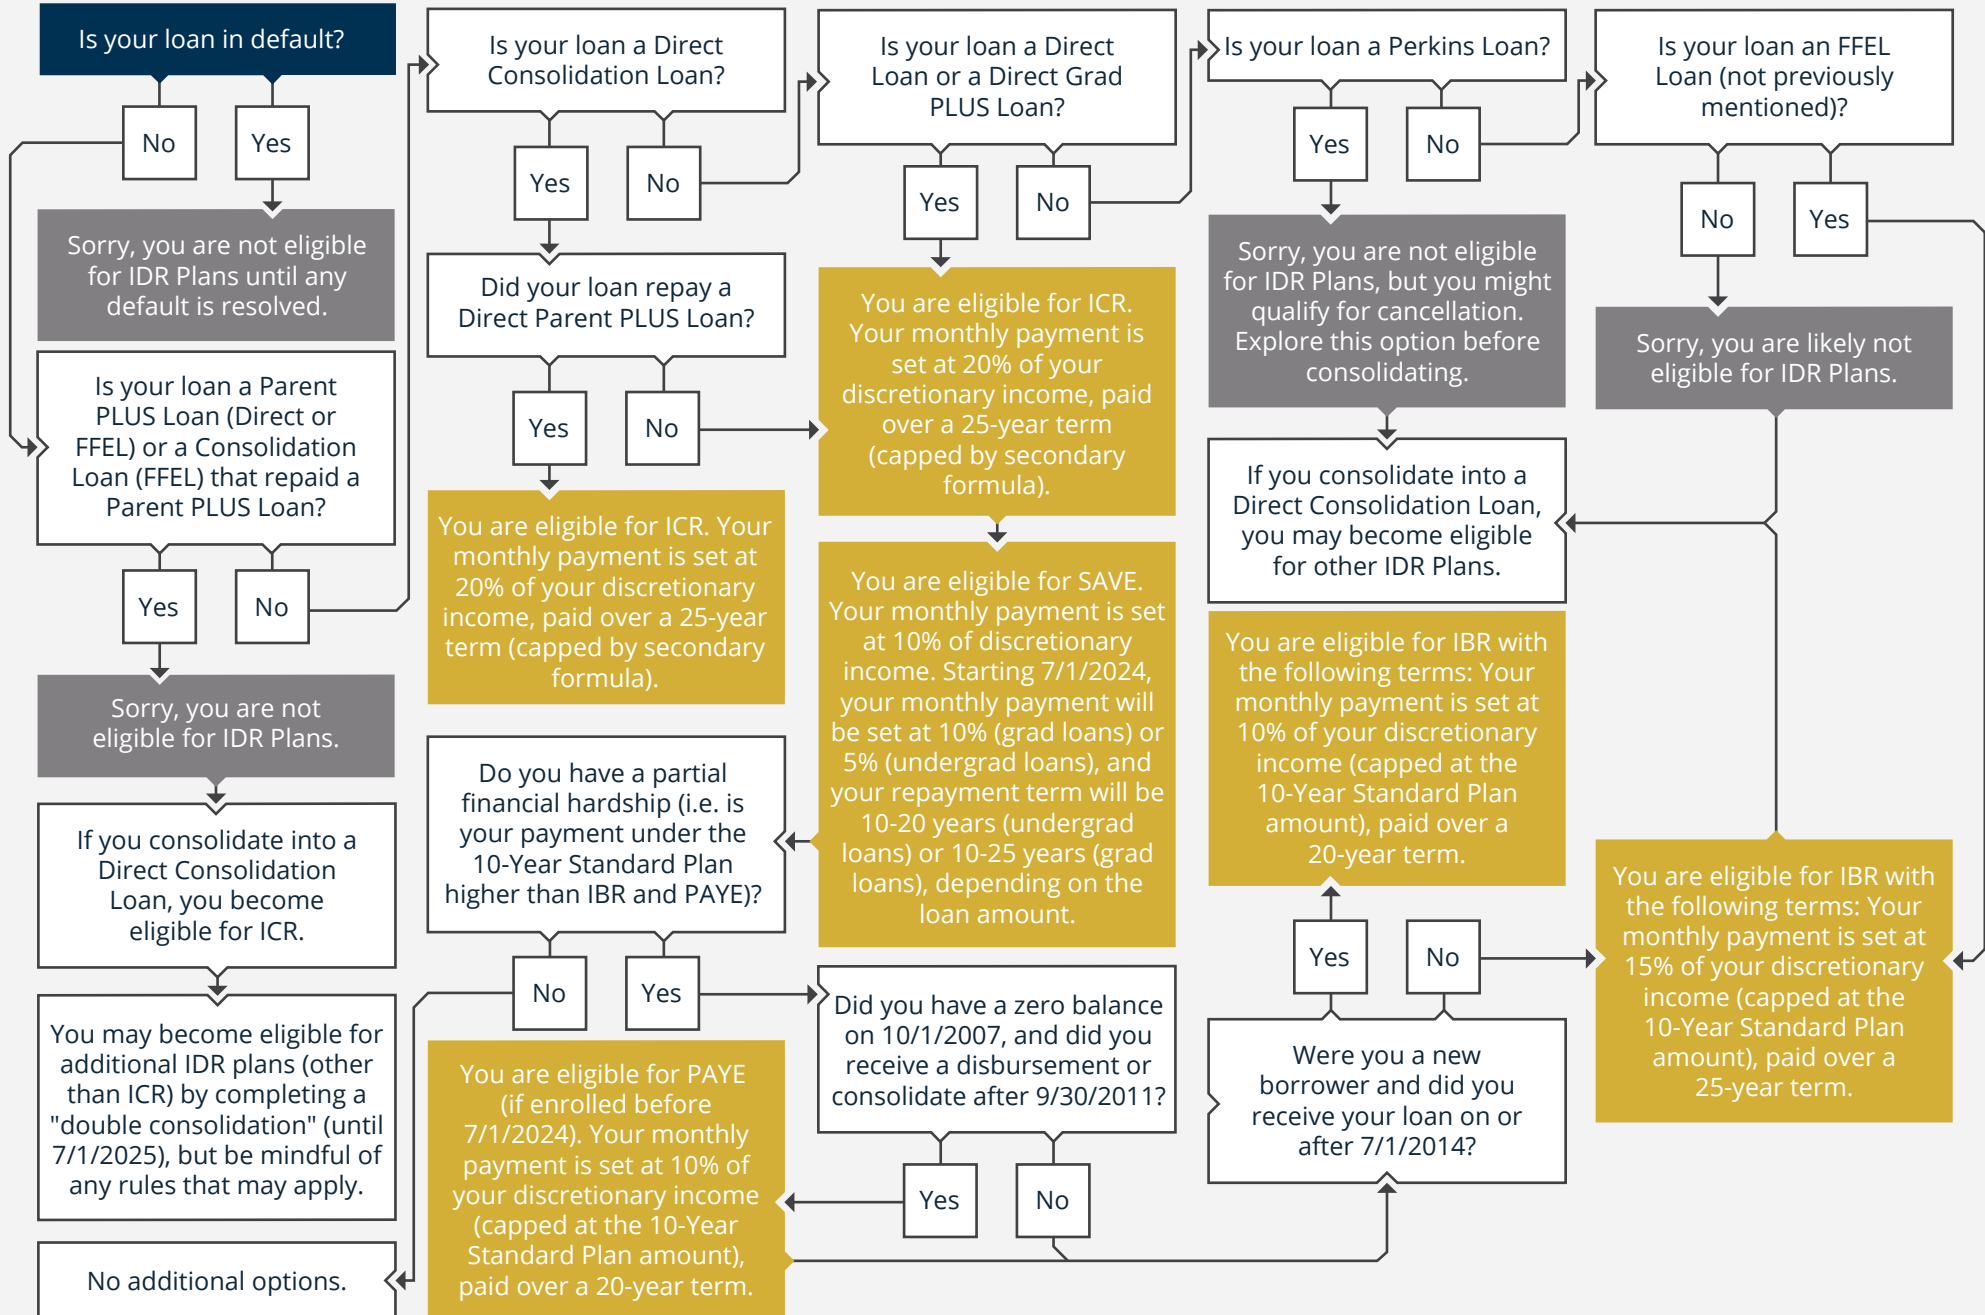 Is your loan in default?
No
Yes
Sorry, you are not eligible
for IDR Plans until any
default is resolved.
Is your loan a Parent
PLUS Loan (Direct or
FFEL) or a Consolidation
Loan (FFEL) that repaid a
Parent PLUS Loan?
Yes
No
Sorry, you are not
eligible for IDR Plans.
If you consolidate into a
Direct Consolidation
Loan, you become
eligible for ICR.
You may become eligible for
additional IDR plans (other
than ICR) by completing a
"double consolidation" (until
7/1/2025), but be mindful of
any rules that may apply.
No additional options.
Is your loan a Direct
Consolidation Loan?
Yes
No
Did your loan repay a
Direct Parent PLUS Loan?
Yes
No
You are eligible for ICR. Your
monthly payment is set at
20% of your discretionary
income, paid over a 25-year
term (capped by secondary
formula).
Do you have a partial
financial hardship (i.e. is
your payment under the
10-Year Standard Plan
higher than IBR and PAYE)?
No
Yes
You are eligible for PAYE
(if enrolled before
7/1/2024). Your monthly
payment is set at 10% of
your discretionary income
(capped at the 10-Year
Standard Plan amount),
paid over a 20-year term.
Is your loan a Direct
Loan or a Direct Grad
PLUS Loan?
Yes
No
You are eligible for ICR.
Your monthly payment is
set at 20% of your
discretionary income, paid
over a 25-year term
(capped by secondary
formula).
You are eligible for SAVE.
Your monthly payment is set
at 10% of discretionary
income. Starting 7/1/2024,
your monthly payment will
be set at 10% (grad loans) or
5% (undergrad loans), and
your repayment term will be
10-20 years (undergrad
loans) or 10-25 years (grad
loans), depending on the
loan amount.
Did you have a zero balance
on 10/1/2007, and did you
receive a disbursement or
consolidate after 9/30/2011?
Yes
No
Is your loan a Perkins Loan?
Yes
No
Sorry, you are not eligible
for IDR Plans, but you might
qualify for cancellation.
Explore this option before
consolidating.
If you consolidate into a
Direct Consolidation Loan,
you may become eligible
for other IDR Plans.
You are eligible for IBR with
the following terms: Your
monthly payment is set at
10% of your discretionary
income (capped at the
10-Year Standard Plan
amount), paid over a
20-year term.
Yes
No
Were you a new
borrower and did you
receive your loan on or
after 7/1/2014?
Is your loan an FFEL
Loan (not previously
mentioned)?
No
Yes
Sorry, you are likely not
eligible for IDR Plans.
You are eligible for IBR with
the following terms: Your
monthly payment is set at
15% of your discretionary
income (capped at the
10-Year Standard Plan
amount), paid over a
25-year term.